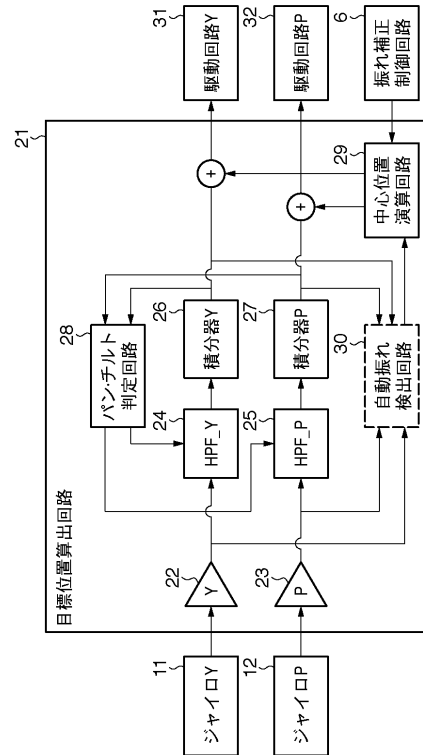 目標位置算出回路
21
28
パン・チルト
判定回路
11
ジャイロY
22
Y
24
HPF_Y
26
積分器Y
+
31
駆動回路Y
12
ジャイロP
23
P
25
HPF_P
27
積分器P
+
32
駆動回路P
30
自動振れ
検出回路
29
中心位置
演算回路
6
振れ補正
制御回路